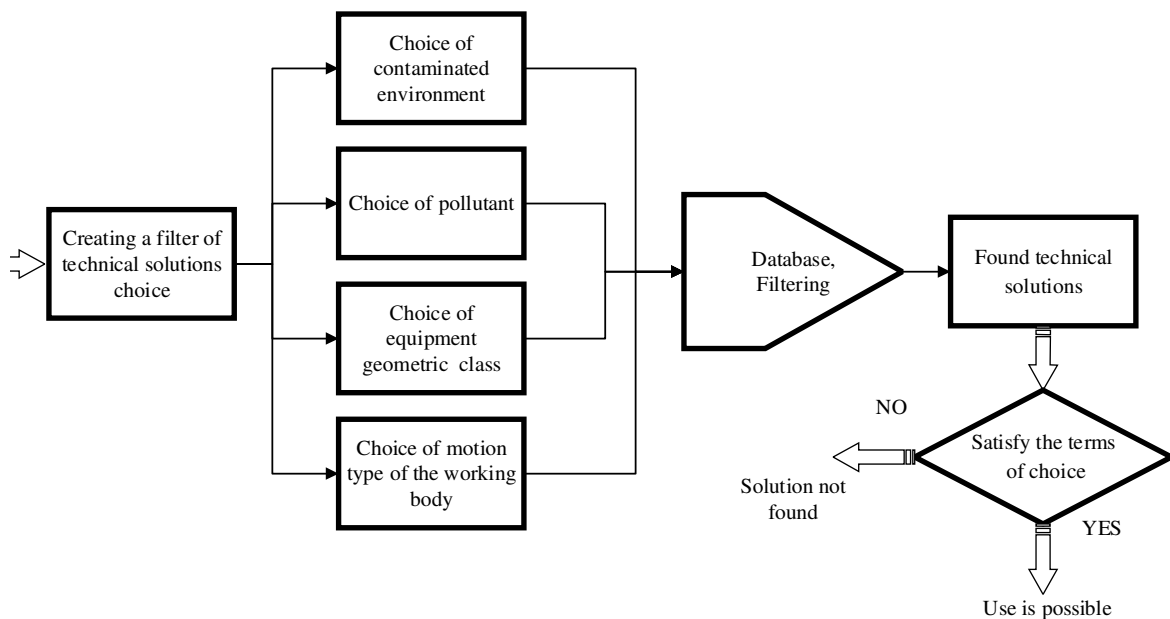 Creating a filter of
technical solutions
choice
Choice of
contaminated
environment
Choice of pollutant
Choice of
equipment
geometric class
Choice of motion
type of the working
body
Database,
Filtering
Found technical
solutions
Satisfy the terms
of choice
NO
Solution not
found
YES
Use is possible